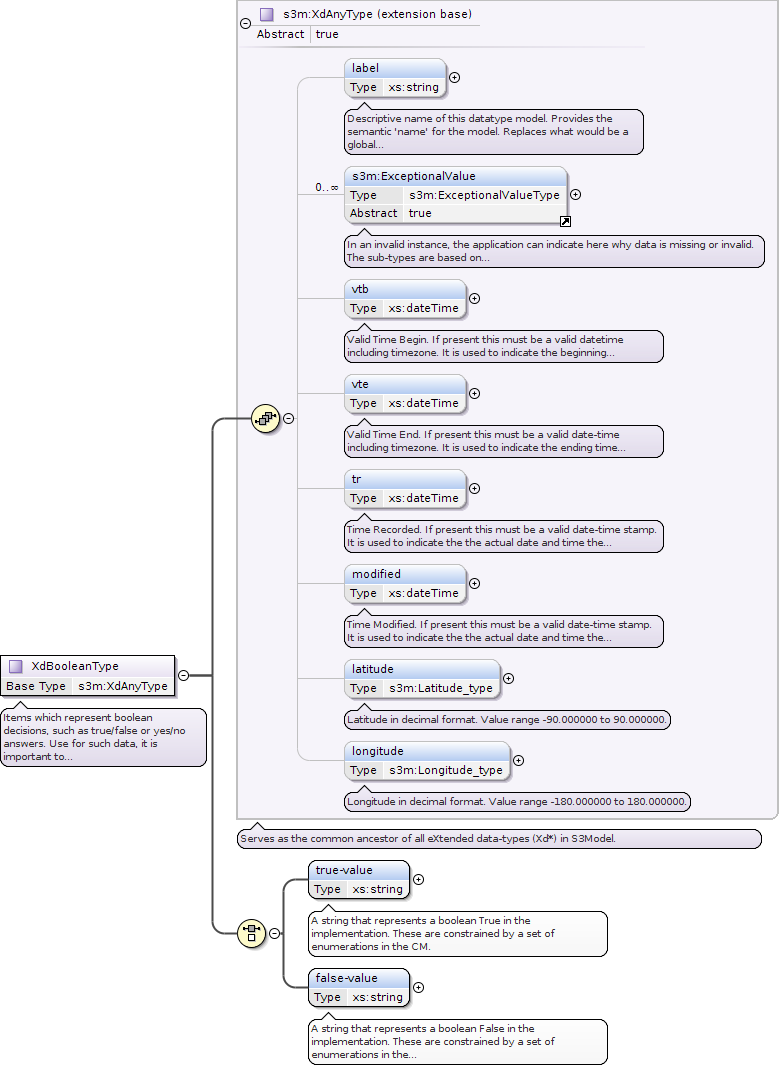 s3m:XdAnyType (extension base)
Abstract true
label
Type xs:string
Descriptive name of this datatype model. Provides the
semantic 'name' for the model. Replaces what would be a
global...
0..∞
s3m:ExceptionalValue
Type s3m:ExceptionalValueType
Abstract true
In an invalid instance, the application can indicate here why data is missing or invalid.
The sub-types are based on...
vtb
Type xs:dateTime
Valid Time Begin. If present this must be a valid datetime
including timezone. It is used to indicate the beginning...
vte
Type xs:dateTime
Valid Time End. If present this must be a valid date-time
including timezone. It is used to indicate the ending time...
tr
Type xs:dateTime
Time Recorded. If present this must be a valid date-time stamp.
It is used to indicate the the actual date and time the...
modified
Type xs:dateTime
Time Modified. If present this must be a valid date-time stamp.
It is used to indicate the the actual date and time the...
latitude
Type s3m:Latitude_type
Latitude in decimal format. Value range -90.000000 to 90.000000.
longitude
Type s3m:Longitude_type
Longitude in decimal format. Value range -180.000000 to 180.000000.
Serves as the common ancestor of all eXtended data-types (Xd*) in S3Model.
XdBooleanType
Base Type s3m:XdAnyType
Items which represent boolean
decisions, such as true/false or yes/no
answers. Use for such data, it is
important to...
true-value
Type xs:string
A string that represents a boolean True in the
implementation. These are constrained by a set of
enumerations in the CM.
false-value
Type xs:string
A string that represents a boolean False in the
implementation. These are constrained by a set of
enumerations in the...